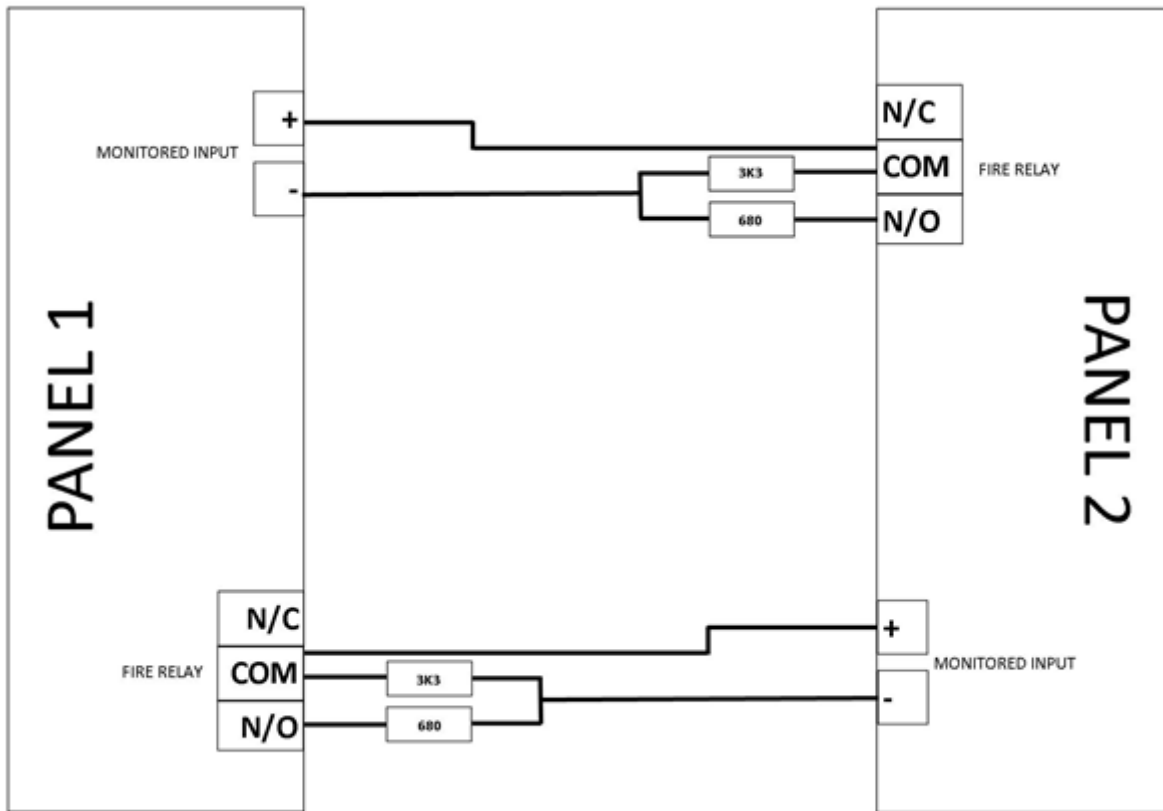 PANEL 1
+
MONITORED INPUT
-
N/C
COM
N/O
FIRE RELAY
3K3
680
PANEL 2
N/C
FIRE RELAY
COM
N/O
3K3
680
+
MONITORED INPUT
-